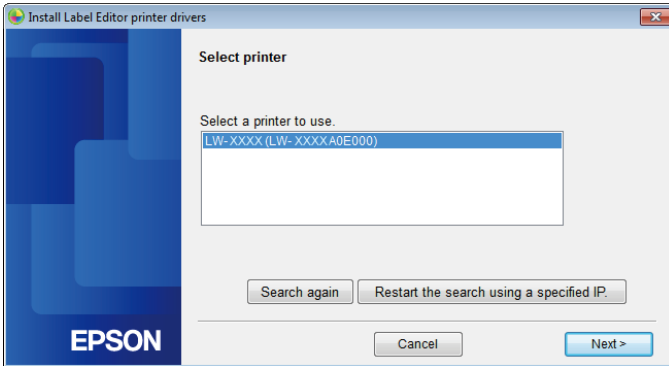 Install Label Editor printer drivers
Select printer
Select a printer to use.
LW-XXXX (LW-XXXXA0E000)
Search again Restart the search using a specified IP.
EPSON Cancel Next >